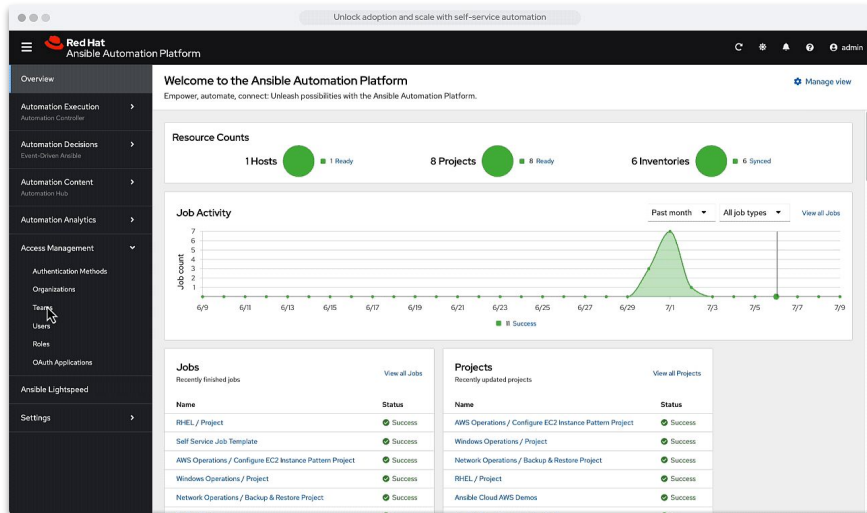 Unlock adoption and scale with self-service automation
Red Hat
Ansible Automation Platform
admin
Overview
Automation Execution
Automation Controller
Automation Decisions
Event-Driven Ansible
Automation Content
Automation Hub
Automation Analytics
Access Management
Authentication Methods
Organizations
Teams
Users
Roles
OAuth Applications
Ansible Lightspeed
Settings
Welcome to the Ansible Automation Platform
Empower, automate, connect: Unleash possibilities with the Ansible Automation Platform.
Manage view
Resource Counts
1 Hosts 1 Ready 8 Projects 8 Ready 6 Inventories 6 Synced
Job Activity Past month All job types View all Jobs
Job count
7
6
5
4
3
2
1
6/9 6/11 6/13 6/15 6/17 6/19 6/21 6/23 6/25 6/27 6/29 7/1 7/3 7/5 7/7 7/9
11 Success
Jobs
Recently finished jobs
View all Jobs
Name Status
RHEL / Project Success
Self Service Job Template Success
AWS Operations / Configure EC2 Instance Pattern Project Success
Windows Operations / Project Success
Network Operations / Backup & Restore Project Success
Projects
Recently updated projects
View all Projects
Name Status
AWS Operations / Configure EC2 Instance Pattern Project Success
Windows Operations / Project Success
Network Operations / Backup & Restore Project Success
RHEL / Project Success
Ansible Cloud AWS Demos Success